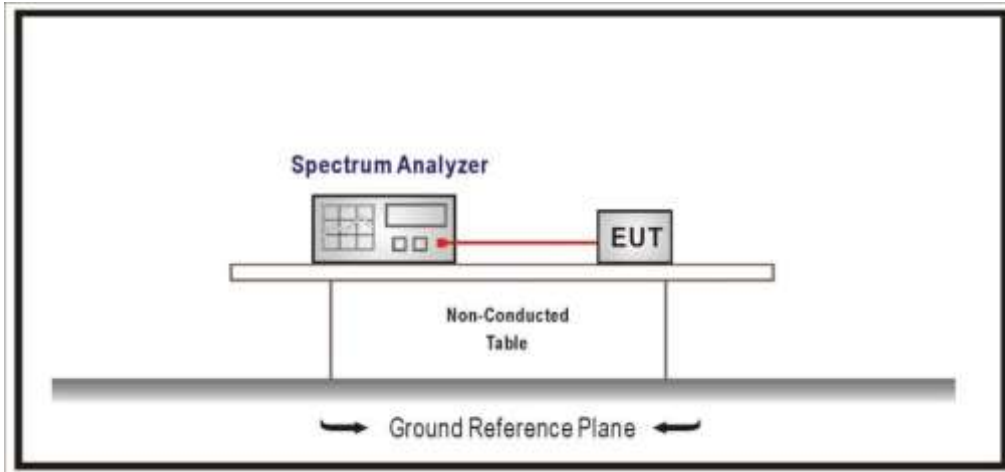 Spectrum Analyzer
EUT
Non-Conducted
Table
Ground Reference Plane